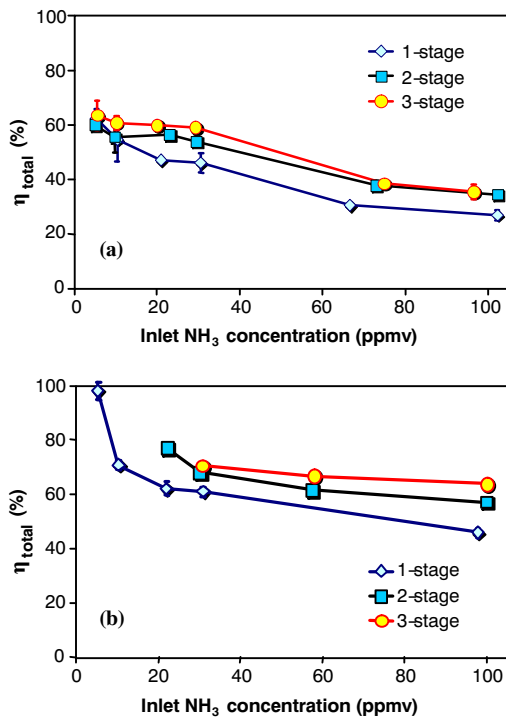 100
80
60
40
20
0
η total (%)
1-stage
2-stage
3-stage
(a)
0 20 40 60 80 100
Inlet NH3 concentration (ppmv)
100
80
60
40
20
0
η total (%)
1-stage
2-stage
3-stage
(b)
0 20 40 60 80 100
Inlet NH3 concentration (ppmv)